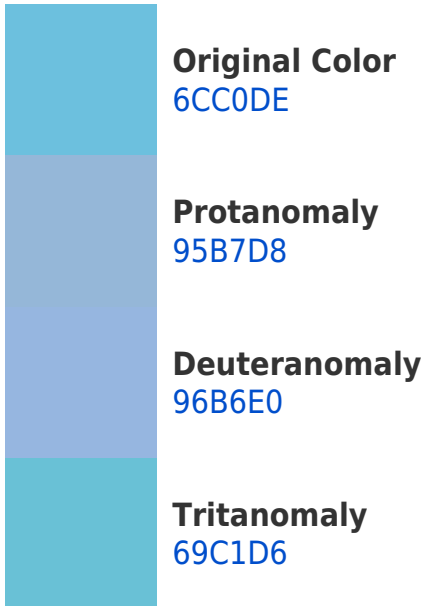 Original Color
6CC0DE
Protanomaly
95B7D8
Deuteranomaly
96B6E0
Tritanomaly
69C1D6